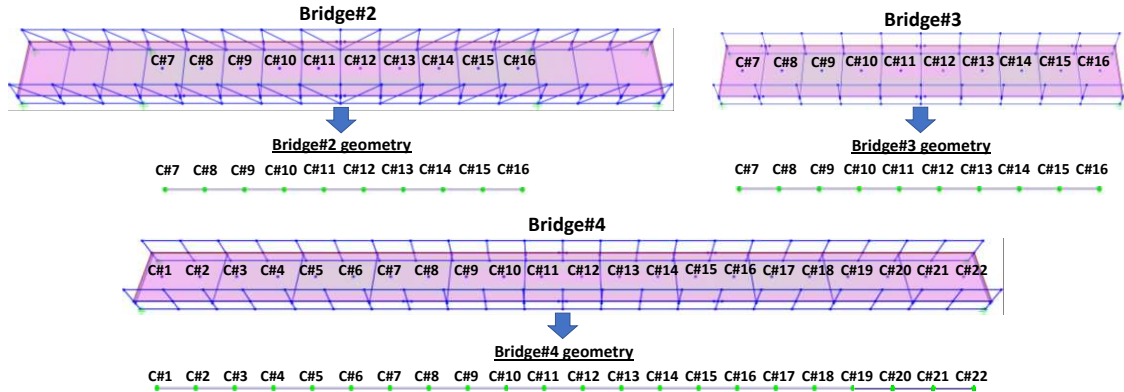 Bridge#2
C#7 C#8 C#9 C#10 C#11 C#12 C#13 C#14 C#15 C#16
Bridge#2 geometry
C#7 C#8 C#9 C#10 C#11 C#12 C#13 C#14 C#15 C#16
Bridge#3
C#7 C#8 C#9 C#10 C#11 C#12 C#13 C#14 C#15 C#16
Bridge#3 geometry
C#7 C#8 C#9 C#10 C#11 C#12 C#13 C#14 C#15 C#16
Bridge#4
C#1 C#2 C#3 C#4 C#5 C#6 C#7 C#8 C#9 C#10 C#11 C#12 C#13 C#14 C#15 C#16 C#17 C#18 C#19 C#20 C#21 C#22
Bridge#4 geometry
C#1 C#2 C#3 C#4 C#5 C#6 C#7 C#8 C#9 C#10 C#11 C#12 C#13 C#14 C#15 C#16 C#17 C#18 C#19 C#20 C#21 C#22